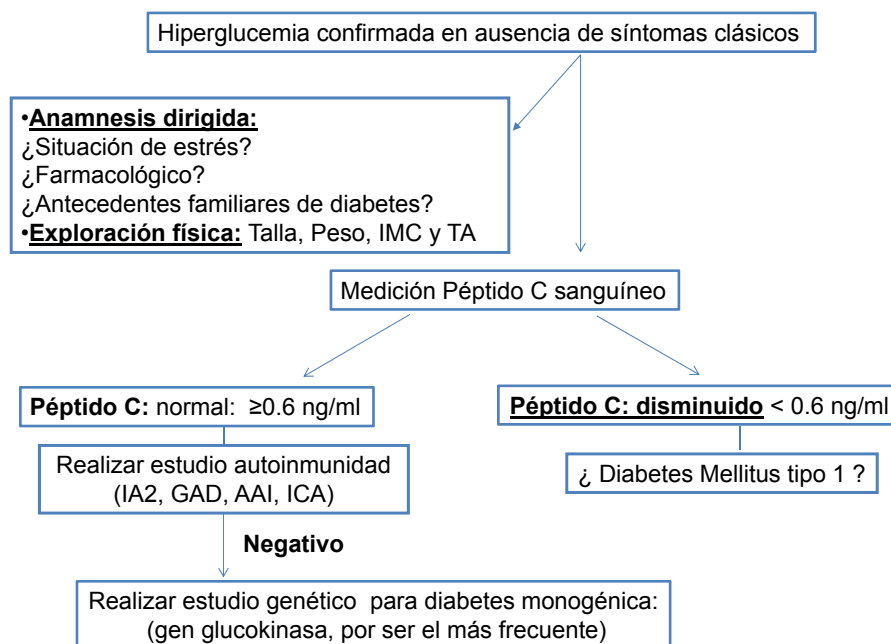 Hiperglucemia confirmada en ausencia de síntomas clásicos
•Anamnesis dirigida:
¿Situación de estrés?
¿Farmacológico?
¿Antecedentes familiares de diabetes?
•Exploración física: Talla, Peso, IMC y TA
Medición Péptido C sanguíneo
Péptido C: normal: ≥0.6 ng/ml
Péptido C: disminuido < 0.6 ng/ml
Realizar estudio autoinmunidad
(IA2, GAD, AAI, ICA)
¿ Diabetes Mellitus tipo 1 ?
Negativo
Realizar estudio genético para diabetes monogénica:
(gen glucokinasa, por ser el más frecuente)